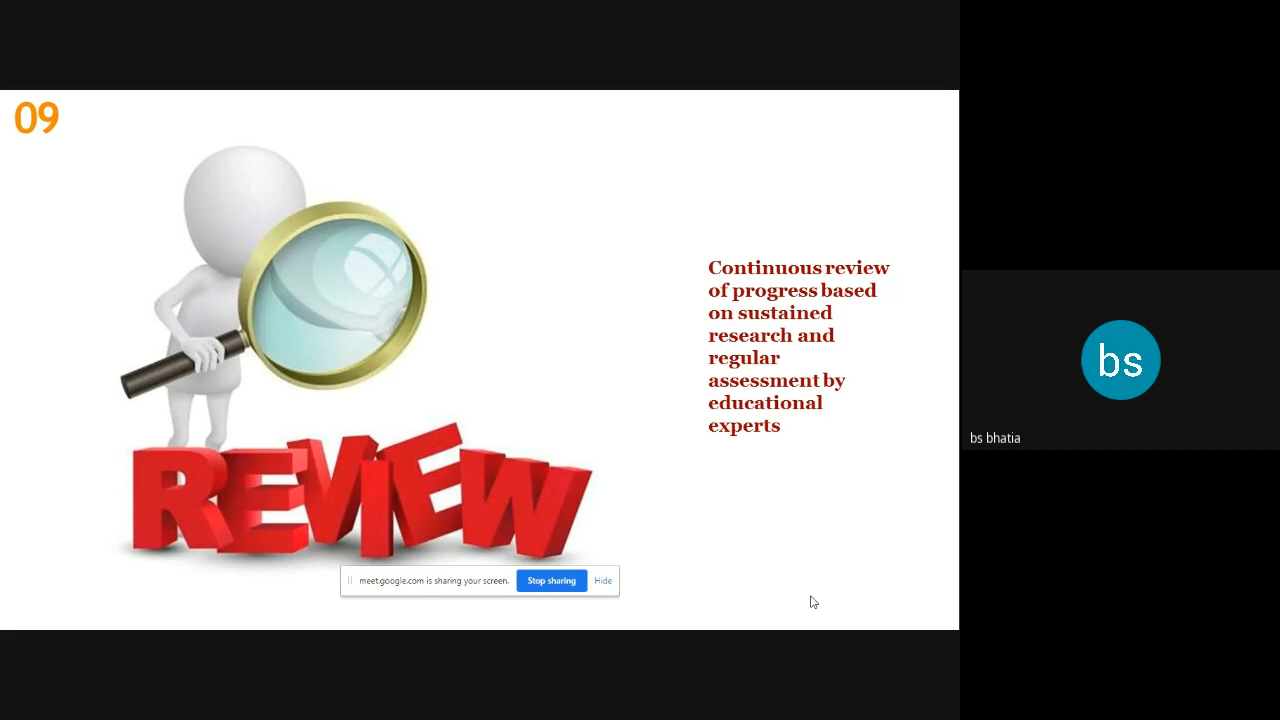 09
Continuous review
of progress based
on sustained
research and
regular
assessment by
educational
experts
REVIEW
meet.google.com is sharing your screen. Stop sharing Hide
bs
bs bhatia